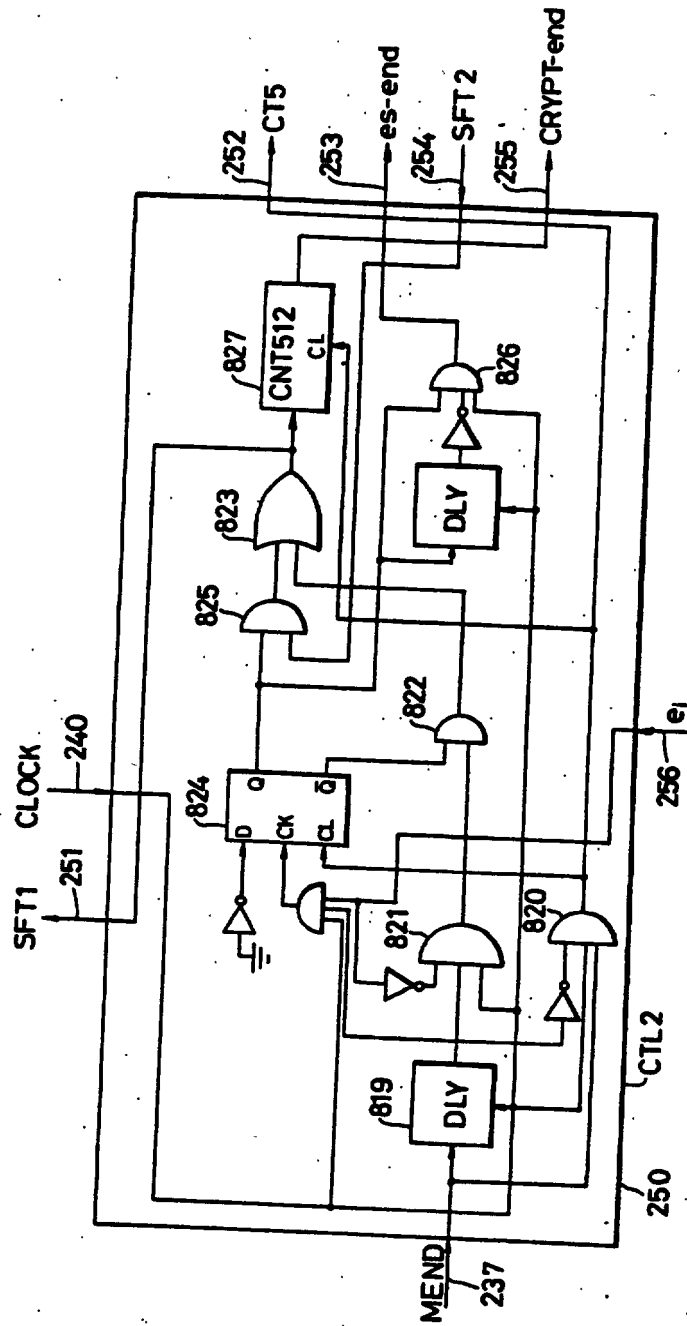 SFT1
251
CLOCK
240
252
CT5
253
es-end
254
SFT2
255
CRYPT-end
827
CNT512
CL
823
825
824
D
Q
CK
Q̅
CL
822
DLY
826
821
820
819
DLY
MEND
237
256
ei
CTL2
250